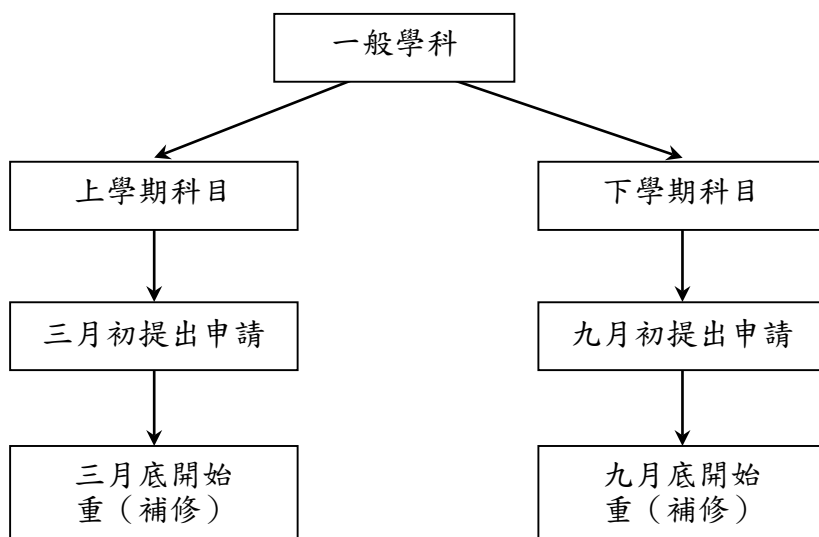 一般學科
上學期科目
下學期科目
三月初提出申請
九月初提出申請
三月底開始
重（補修）
九月底開始
重（補修）